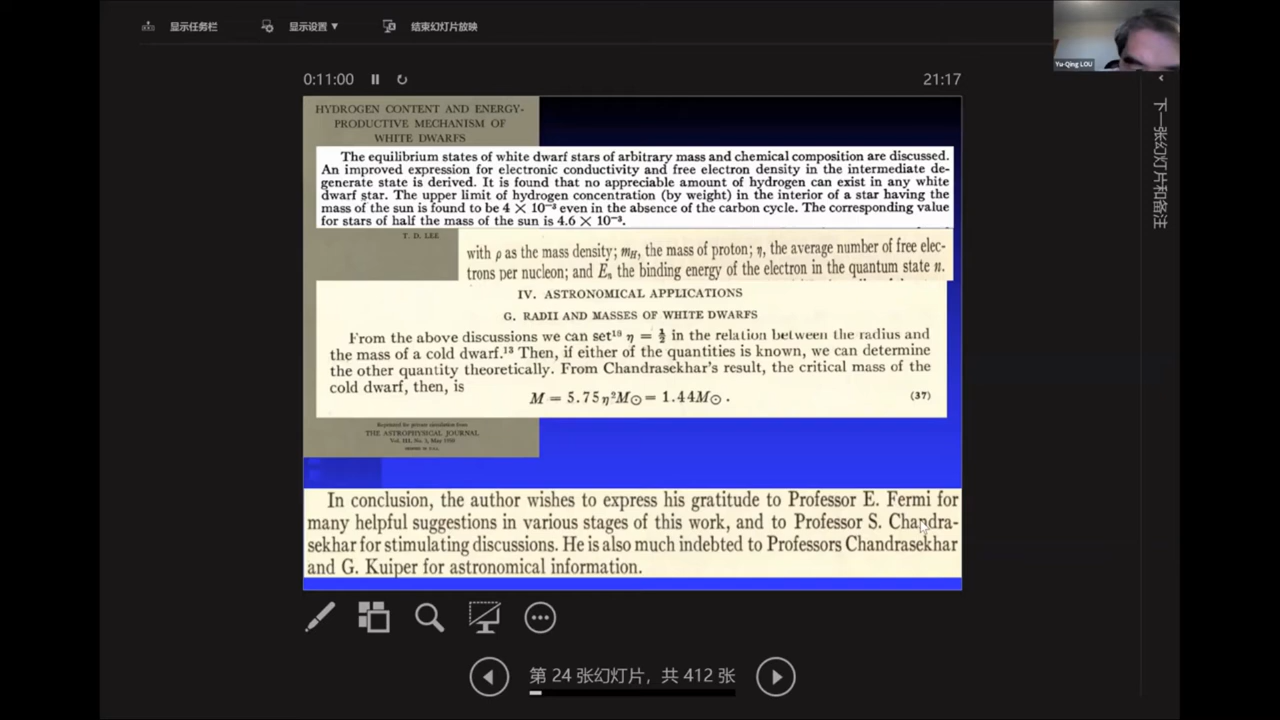 显示任务栏
显示设置 ▼
结束幻灯片放映
Yu-Qing LOU
0:11:00
21:17
下一张幻灯片和备注
HYDROGEN CONTENT AND ENERGY-
PRODUCTIVE MECHANISM OF
WHITE DWARFS
The equilibrium states of white dwarf stars of arbitrary mass and chemical composition are discussed.
An improved expression for electronic conductivity and free electron density in the intermediate de-
generate state is derived. It is found that no appreciable amount of hydrogen can exist in any white
dwarf star. The upper limit of hydrogen concentration (by weight) in the interior of a star having the
mass of the sun is found to be 4 × 10⁻⁵ even in the absence of the carbon cycle. The corresponding value
for stars of half the mass of the sun is 4.6 × 10⁻³.
T. D. LEE
with ρ as the mass density; mH, the mass of proton; η, the average number of free elec-
trons per nucleon; and En the binding energy of the electron in the quantum state n.
IV. ASTRONOMICAL APPLICATIONS
G. RADII AND MASSES OF WHITE DWARFS
From the above discussions we can set¹⁹ η = ½ in the relation between the radius and
the mass of a cold dwarf.¹³ Then, if either of the quantities is known, we can determine
the other quantity theoretically. From Chandrasekhar's result, the critical mass of the
cold dwarf, then, is
M = 5.75η²M⊙ = 1.44M⊙. (37)
Reprinted for private circulation from
THE ASTROPHYSICAL JOURNAL
Vol. III, No. 3, May 1950
PRINTED IN U.S.A.
In conclusion, the author wishes to express his gratitude to Professor E. Fermi for
many helpful suggestions in various stages of this work, and to Professor S. Chandra-
sekhar for stimulating discussions. He is also much indebted to Professors Chandrasekhar
and G. Kuiper for astronomical information.
第 24 张幻灯片，共 412 张